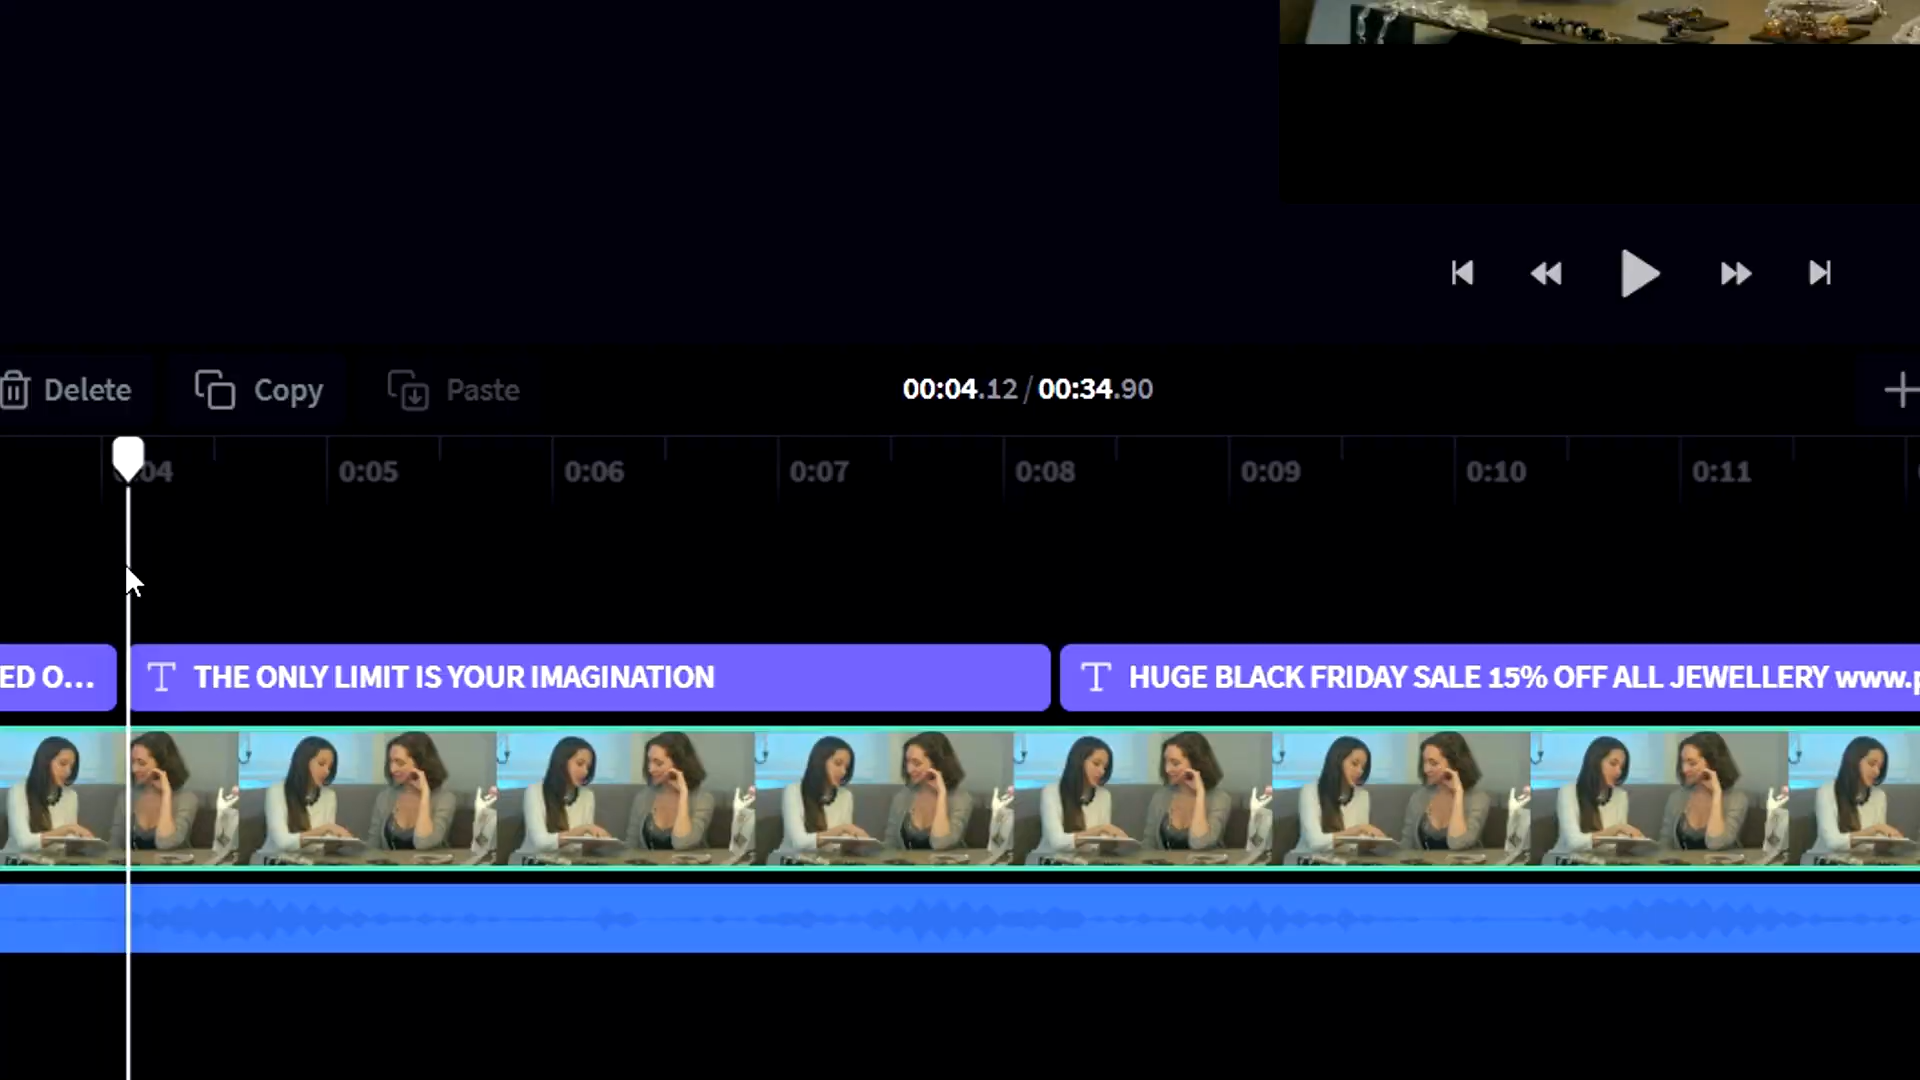 Delete
Copy
Paste
00:04.12 / 00:34.90
0:05
0:06
0:07
0:08
0:09
0:10
0:11
ED O...
THE ONLY LIMIT IS YOUR IMAGINATION
HUGE BLACK FRIDAY SALE 15% OFF ALL JEWELLERY www.p